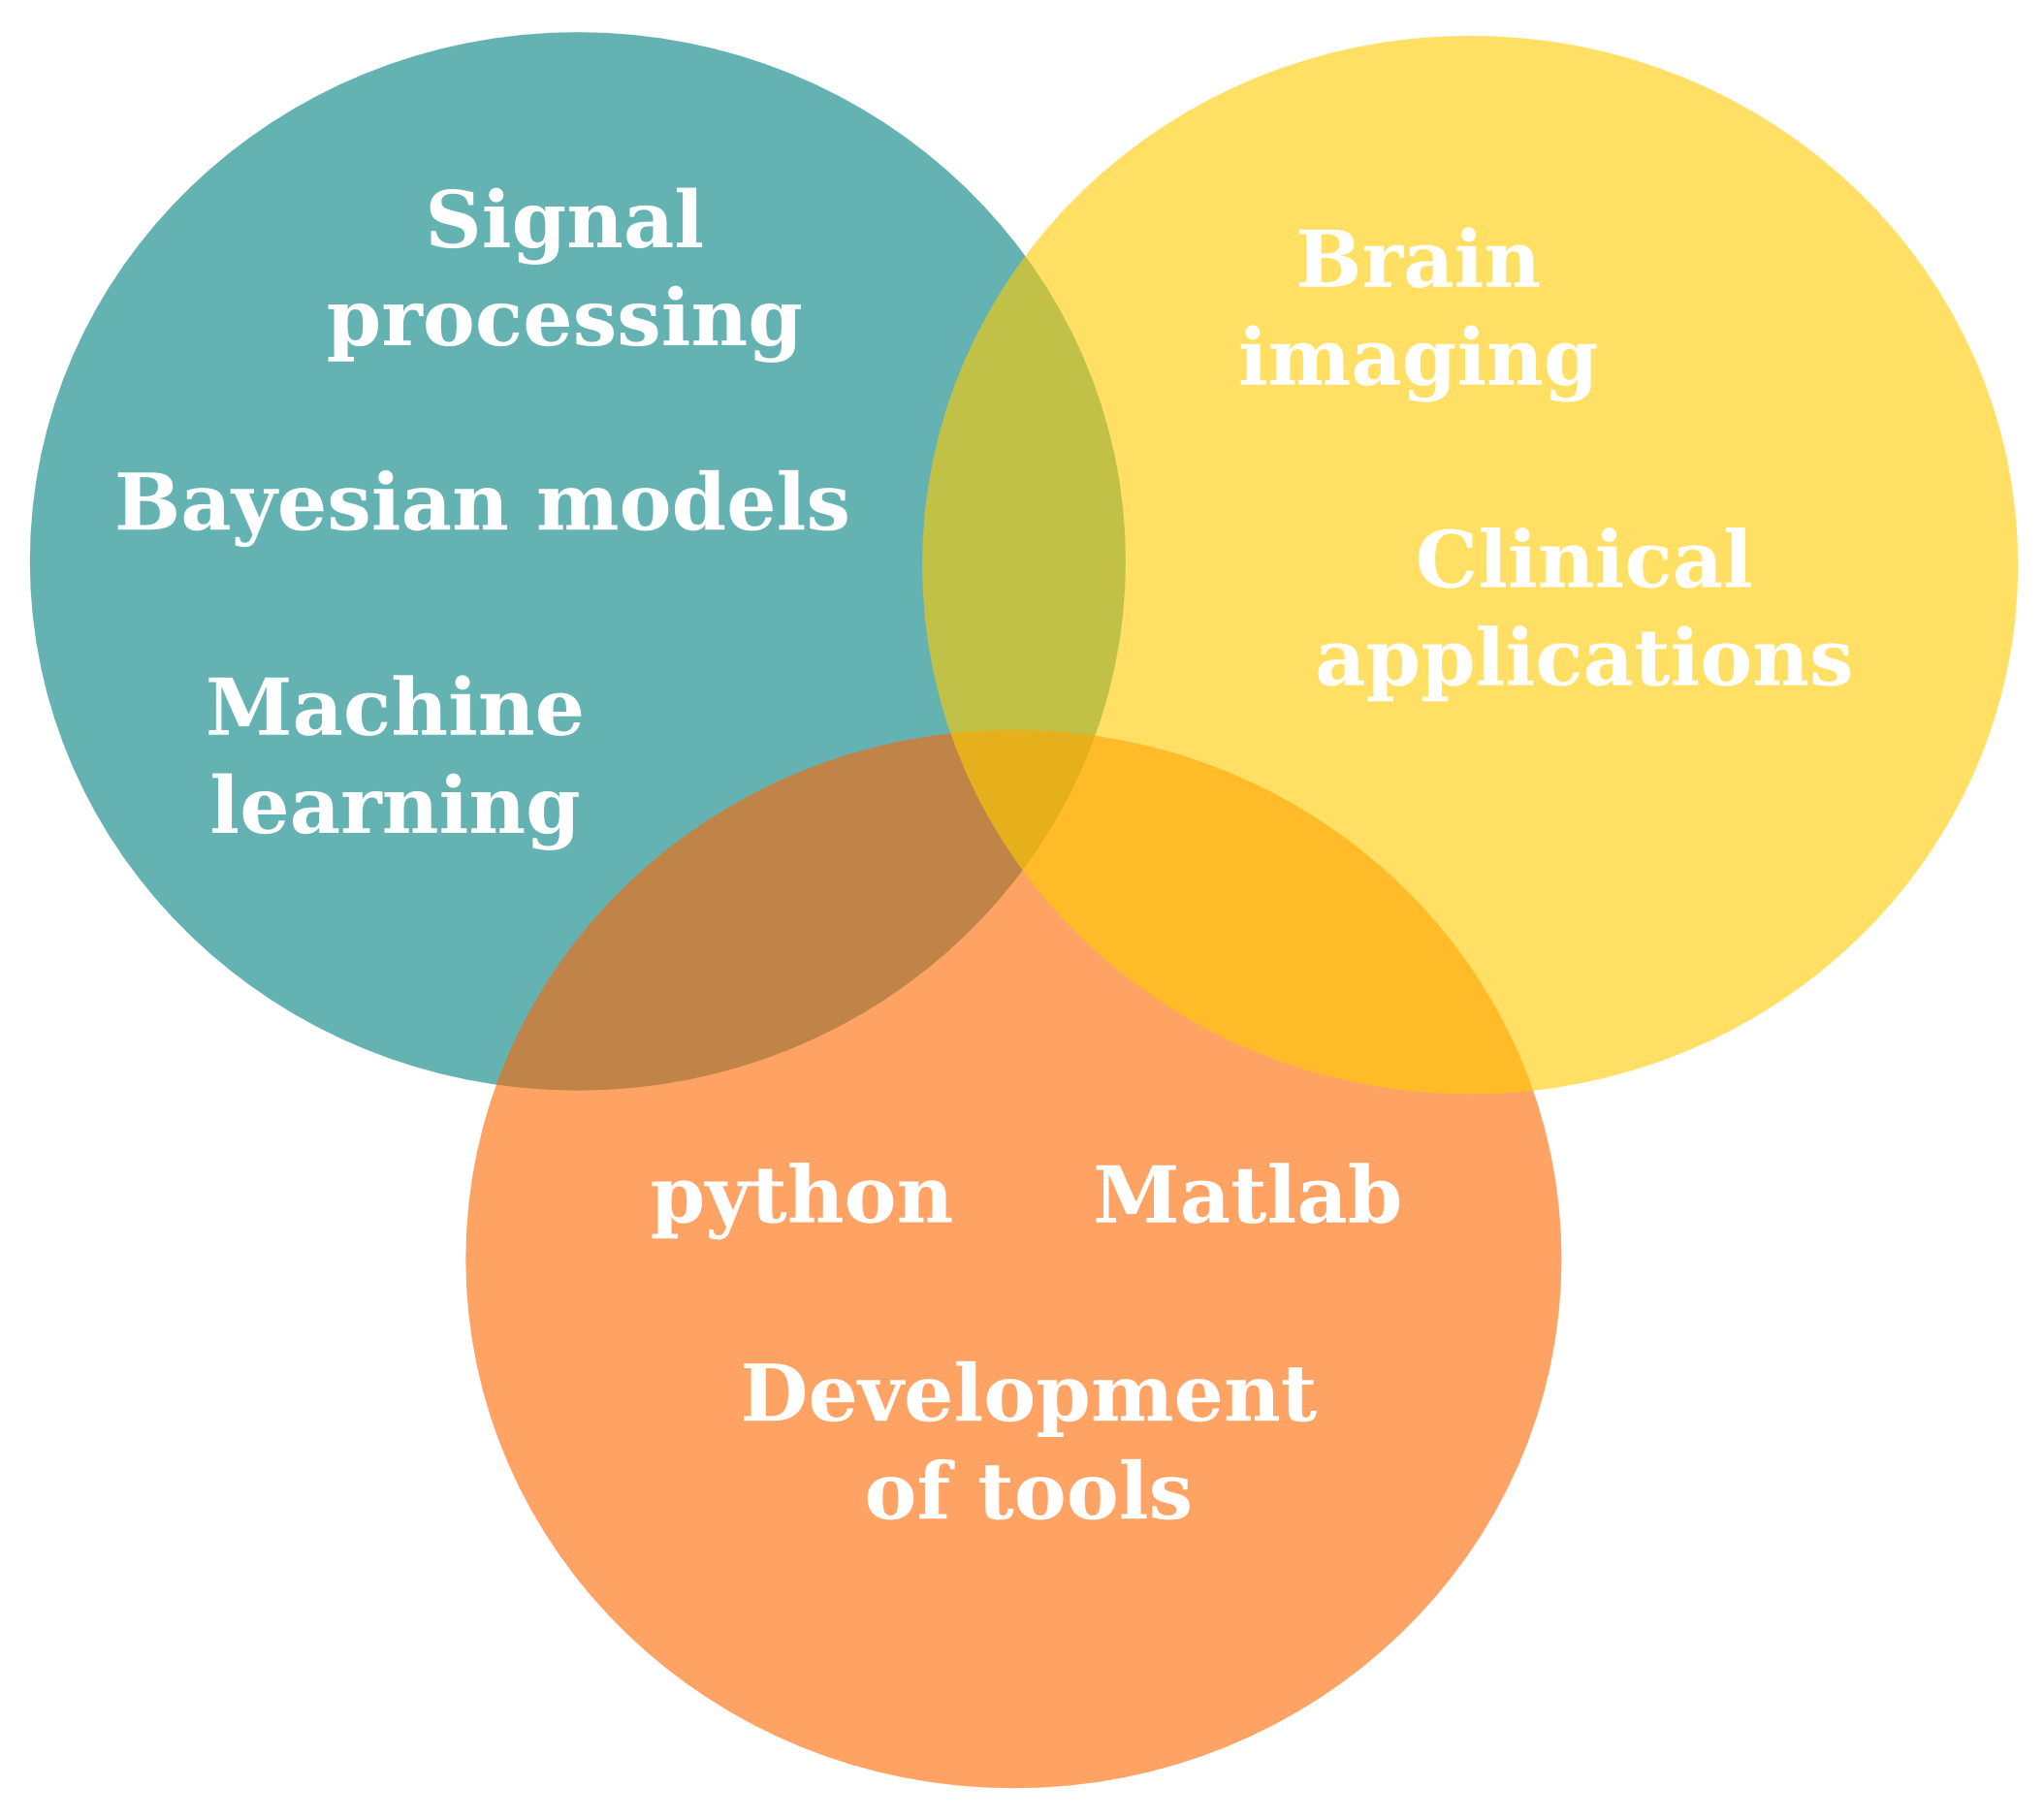 Signal
processing
Bayesian models
Machine
learning
Brain
imaging
Clinical
applications
python
Matlab
Development
of tools